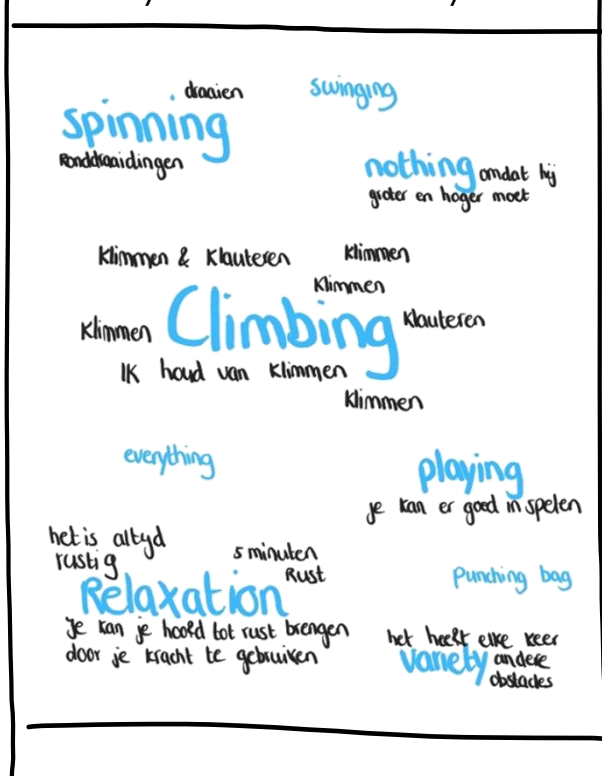 draaien
swinging
spinning
Ronddraaidingen
nothing omdat hij
groter en hoger moet
Klimmen & Klauteren
Klimmen
Klimmen
Klimmen
Climbing
Klauteren
IK houd van Klimmen
Klimmen
everything
playing
je kan er goed in spelen
het is altyd
rustig
5 minuten
Rust
Relaxation
Je kan je hoofd tot rust brengen
door je kracht te gebruiken
Punching bag
het heeft elke keer
variety andere
obstacles